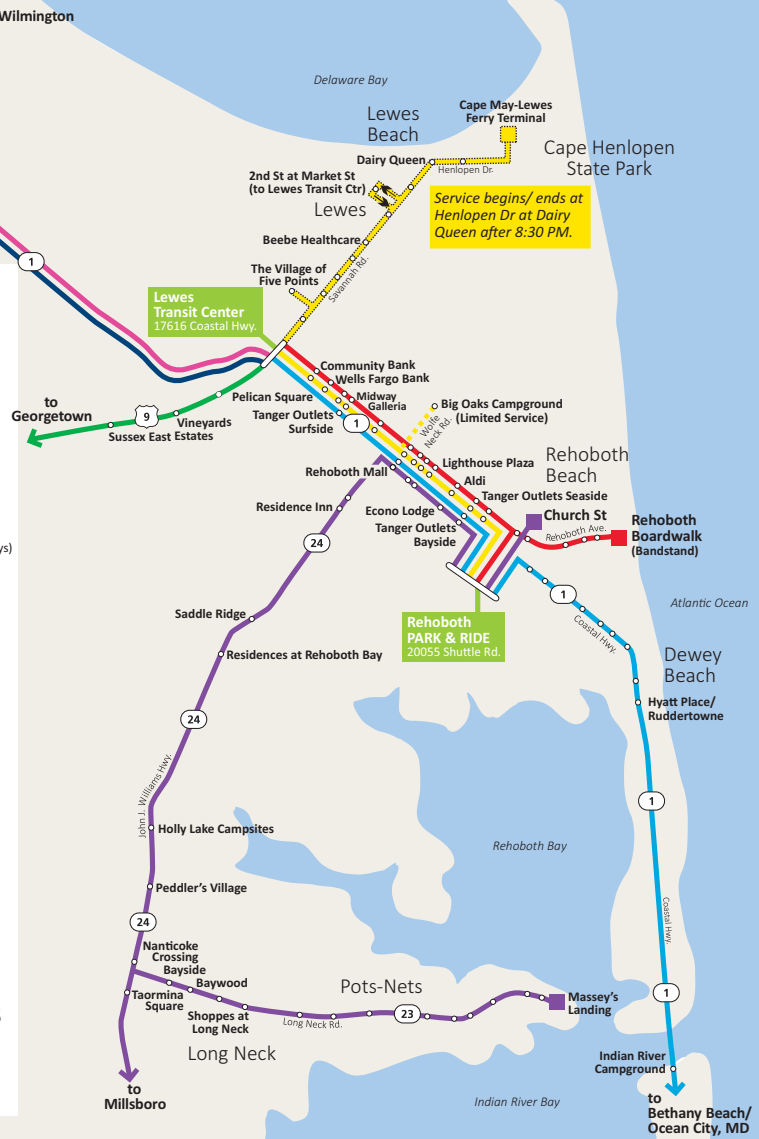 Wilmington
Delaware Bay
Cape May-Lewes
Ferry Terminal
Lewes
Beach
Dairy Queen
Henlopen Dr.
Cape Henlopen
State Park
2nd St at Market St
(to Lewes Transit Ctr)
Lewes
Service begins/ ends at
Henlopen Dr at Dairy
Queen after 8:30 PM.
Beebe Healthcare
Savannah Rd.
The Village of
Five Points
1
Lewes
Transit Center
17616 Coastal Hwy.
Community Bank
Wells Fargo Bank
Midway
Galleria
Pelican Square
Tanger Outlets
Surfside
1
to
Georgetown
9
Sussex East
Vineyards
Estates
Big Oaks Campground
(Limited Service)
Wolfe
Neck Rd.
Lighthouse Plaza
Rehoboth
Beach
Rehoboth Mall
Aldi
Tanger Outlets Seaside
Residence Inn
Econo Lodge
Tanger Outlets
Bayside
Church St
Rehoboth Ave.
Rehoboth
Boardwalk
(Bandstand)
ys)
24
Atlantic Ocean
1
Coastal Hwy.
Saddle Ridge
Rehoboth
PARK & RIDE
20055 Shuttle Rd.
Residences at Rehoboth Bay
Dewey
Beach
Hyatt Place/
Ruddertowne
24
John J. Williams Hwy.
1
Holly Lake Campsites
Rehoboth Bay
Peddler's Village
Coastal Hwy.
24
Nanticoke
Crossing
Bayside
Baywood
Taormina
Square
Shoppes at
Long Neck
Pots-Nets
Long Neck Rd.
23
Massey's
Landing
1
Long Neck
Indian River
Campground
to
Millsboro
Indian River Bay
to
Bethany Beach/
Ocean City, MD